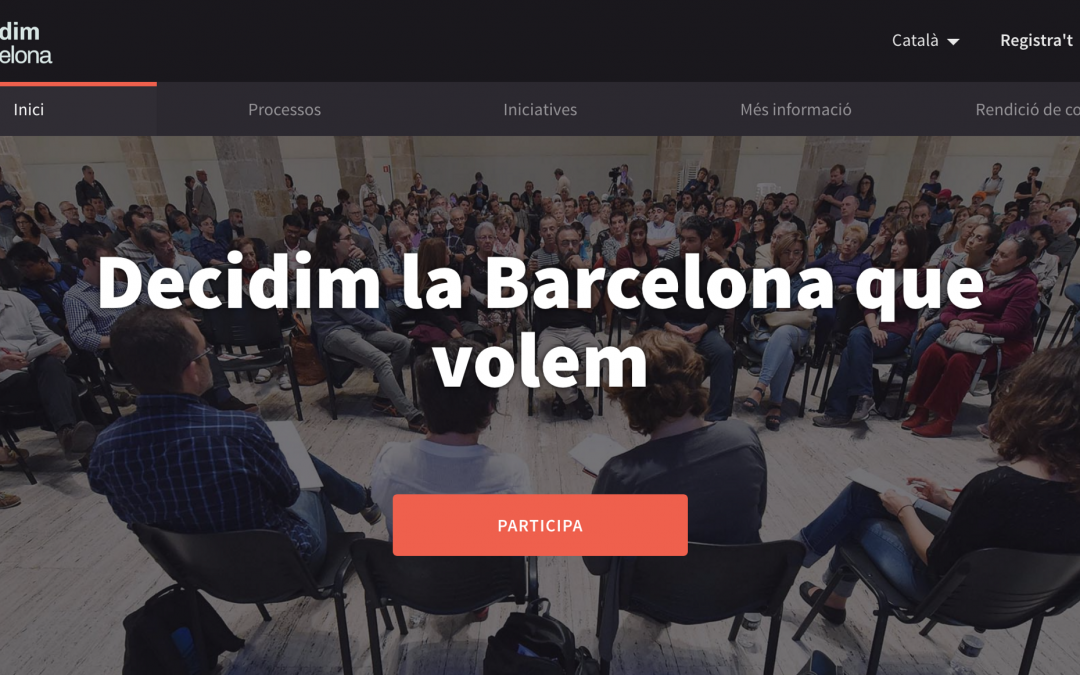 dim
elona
Català
Registra't
Inici
Processos
Iniciatives
Més informació
Rendició de co
Decidim la Barcelona que
volem
PARTICIPA